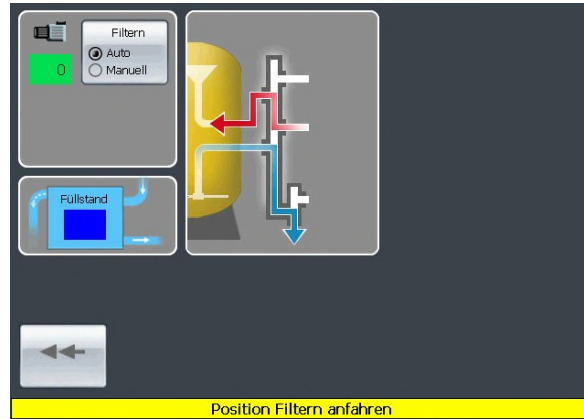 Filtern
Auto
0
Manuell
Füllstand
Position Filtern anfahren